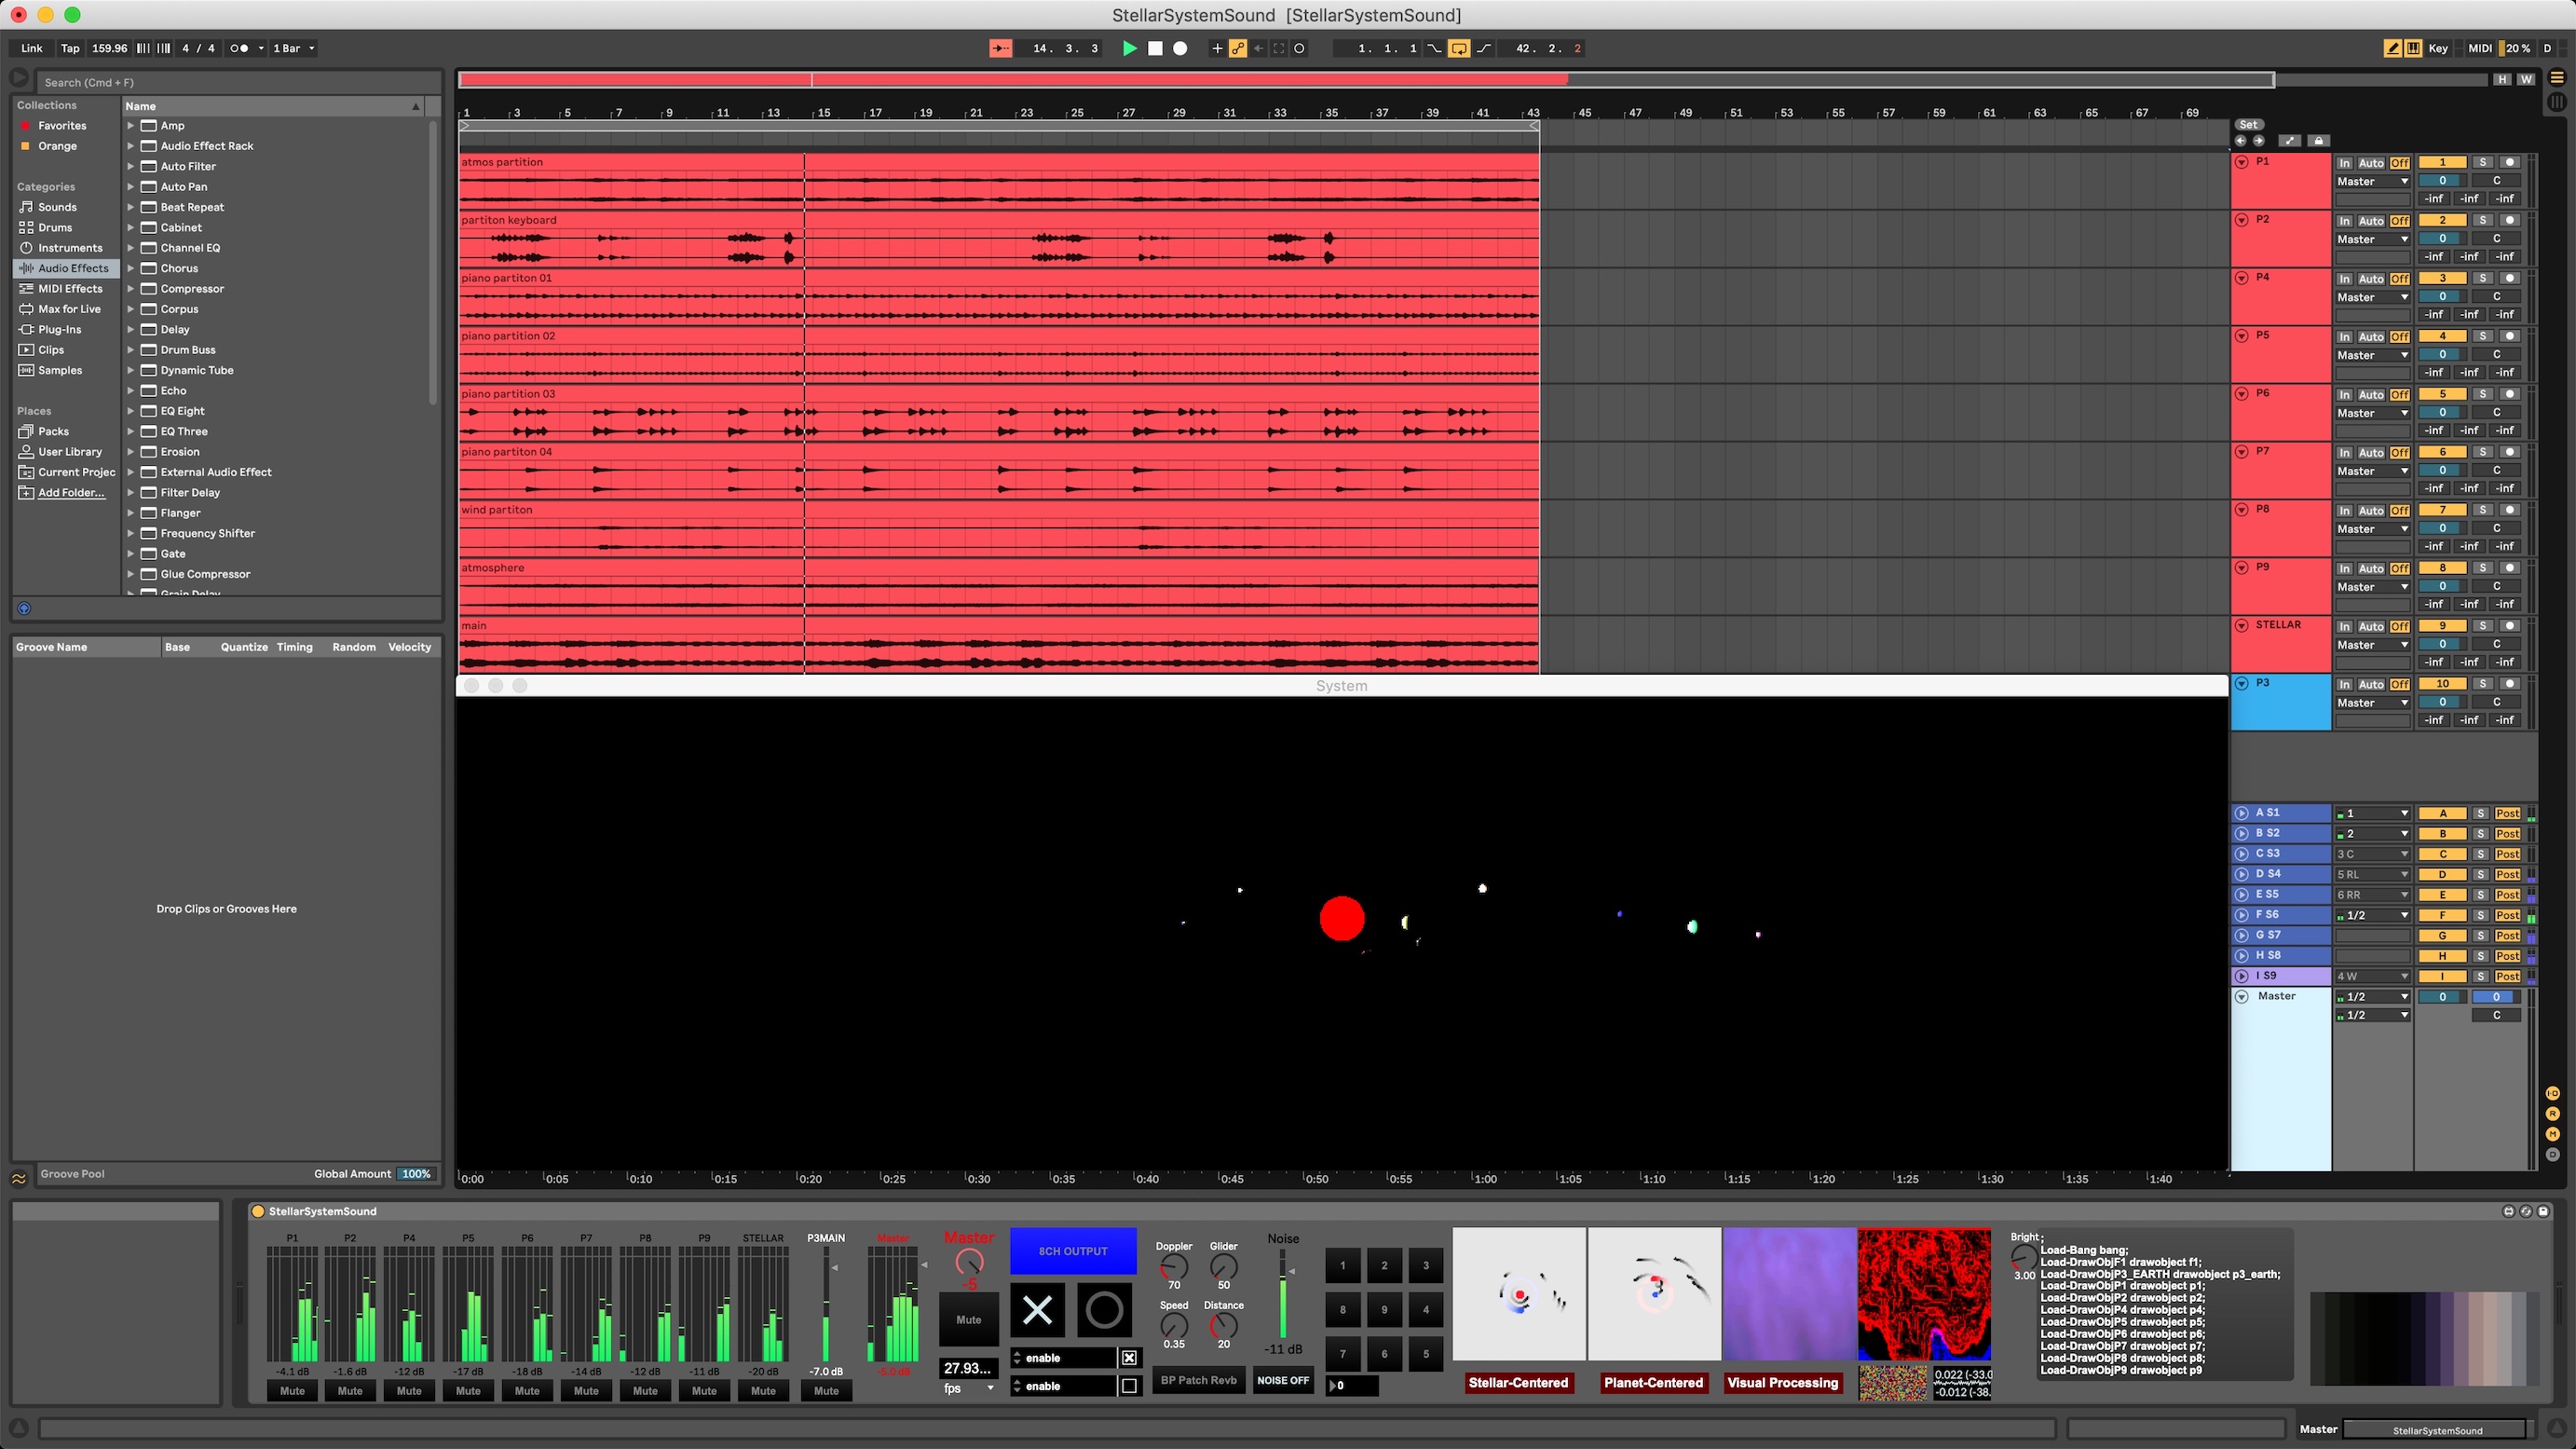 StellarSystemSound [StellarSystemSound]
Link Tap 159.96 4 / 4 1 Bar 14. 3. 3 1. 1. 1 42. 2. 2 Key MIDI 20 % D
Search (Cmd + F)
H W
Collections
Favorites
Orange
Categories
Sounds
Drums
Instruments
Audio Effects
MIDI Effects
Max for Live
Plug-Ins
Clips
Samples
Places
Packs
User Library
Current Projec
Add Folder...
Name
Amp
Audio Effect Rack
Auto Filter
Auto Pan
Beat Repeat
Cabinet
Channel EQ
Chorus
Compressor
Corpus
Delay
Drum Buss
Dynamic Tube
Echo
EQ Eight
EQ Three
Erosion
External Audio Effect
Filter Delay
Flanger
Frequency Shifter
Gate
Glue Compressor
Grain Delay
1 3 5 7 9 11 13 15 17 19 21 23 25 27 29 31 33 35 37 39 41 43 45 47 49 51 53 55 57 59 61 63 65 67 69
Set
atmos partition
partiton keyboard
piano partiton 01
piano partition 02
piano partition 03
piano partiton 04
wind partiton
atmosphere
main
P1 In Auto Off 1 S
Master 0 C
-inf -inf -inf
P2 In Auto Off 2 S
Master 0 C
-inf -inf -inf
P4 In Auto Off 3 S
Master 0 C
-inf -inf -inf
P5 In Auto Off 4 S
Master 0 C
-inf -inf -inf
P6 In Auto Off 5 S
Master 0 C
-inf -inf -inf
P7 In Auto Off 6 S
Master 0 C
-inf -inf -inf
P8 In Auto Off 7 S
Master 0 C
-inf -inf -inf
P9 In Auto Off 8 S
Master 0 C
-inf -inf -inf
STELLAR In Auto Off 9 S
Master 0 C
-inf -inf -inf
P3 In Auto Off 10 S
Master 0 C
-inf -inf -inf
System
A S1 1 A S Post
B S2 2 B S Post
C S3 3 C C S Post
D S4 5 RL D S Post
E S5 6 RR E S Post
F S6 1/2 F S Post
G S7 G S Post
H S8 H S Post
I S9 4 W I S Post
Master 1/2 0 0
1/2 C
I·O
R
M
D
Groove Name Base Quantize Timing Random Velocity
Drop Clips or Grooves Here
Groove Pool Global Amount 100%
0:00 0:05 0:10 0:15 0:20 0:25 0:30 0:35 0:40 0:45 0:50 0:55 1:00 1:05 1:10 1:15 1:20 1:25 1:30 1:35 1:40
StellarSystemSound
P1 P2 P4 P5 P6 P7 P8 P9 STELLAR P3MAIN Master
-4.1 dB -1.6 dB -12 dB -17 dB -18 dB -14 dB -12 dB -11 dB -20 dB -7.0 dB -5.0 dB
Mute Mute Mute Mute Mute Mute Mute Mute Mute Mute
Master
-5
Mute
27.93...
fps
8CH OUTPUT
enable
enable
Doppler Glider
70 50
Speed Distance
0.35 20
BP Patch Revb
Noise
-11 dB
NOISE OFF
1 2 3
8 9 4
7 6 5
0
Stellar-Centered
Planet-Centered
3
Visual Processing
0.022 (-33.0
-0.012 (-38.
Bright
3.00
;
Load-Bang bang;
Load-DrawObjF1 drawobject f1;
Load-DrawObjP3_EARTH drawobject p3_earth;
Load-DrawObjP1 drawobject p1;
Load-DrawObjP2 drawobject p2;
Load-DrawObjP4 drawobject p4;
Load-DrawObjP5 drawobject p5;
Load-DrawObjP6 drawobject p6;
Load-DrawObjP7 drawobject p7;
Load-DrawObjP8 drawobject p8;
Load-DrawObjP9 drawobject p9
Master StellarSystemSound